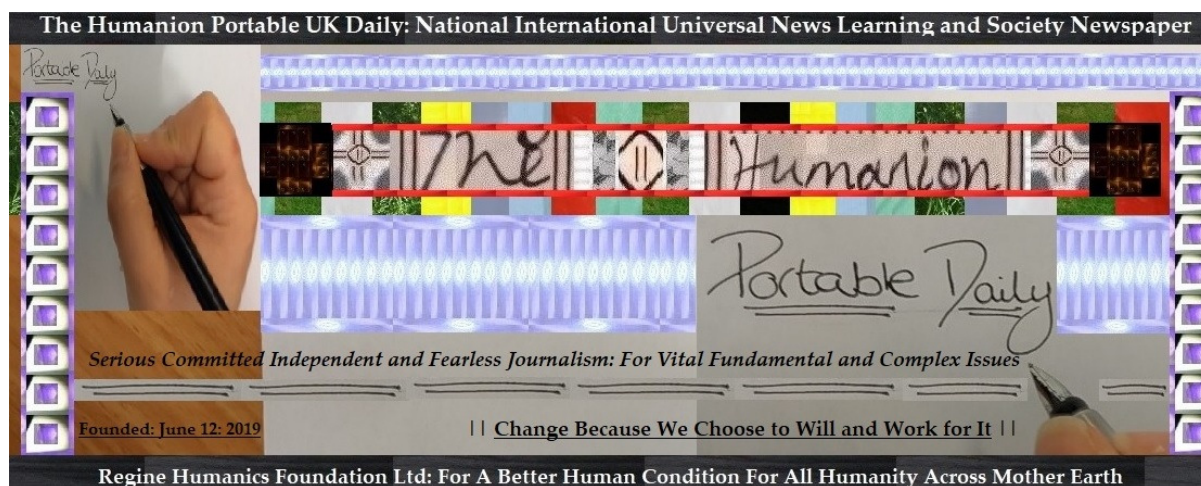 The Humanion Portable UK Daily: National International Universal News Learning and Society Newspaper
Portable Daily
The Humanion
Portable Daily
Serious Committed Independent and Fearless Journalism: For Vital Fundamental and Complex Issues
Founded: June 12: 2019
|| Change Because We Choose to Will and Work for It ||
Regine Humanics Foundation Ltd: For A Better Human Condition For All Humanity Across Mother Earth